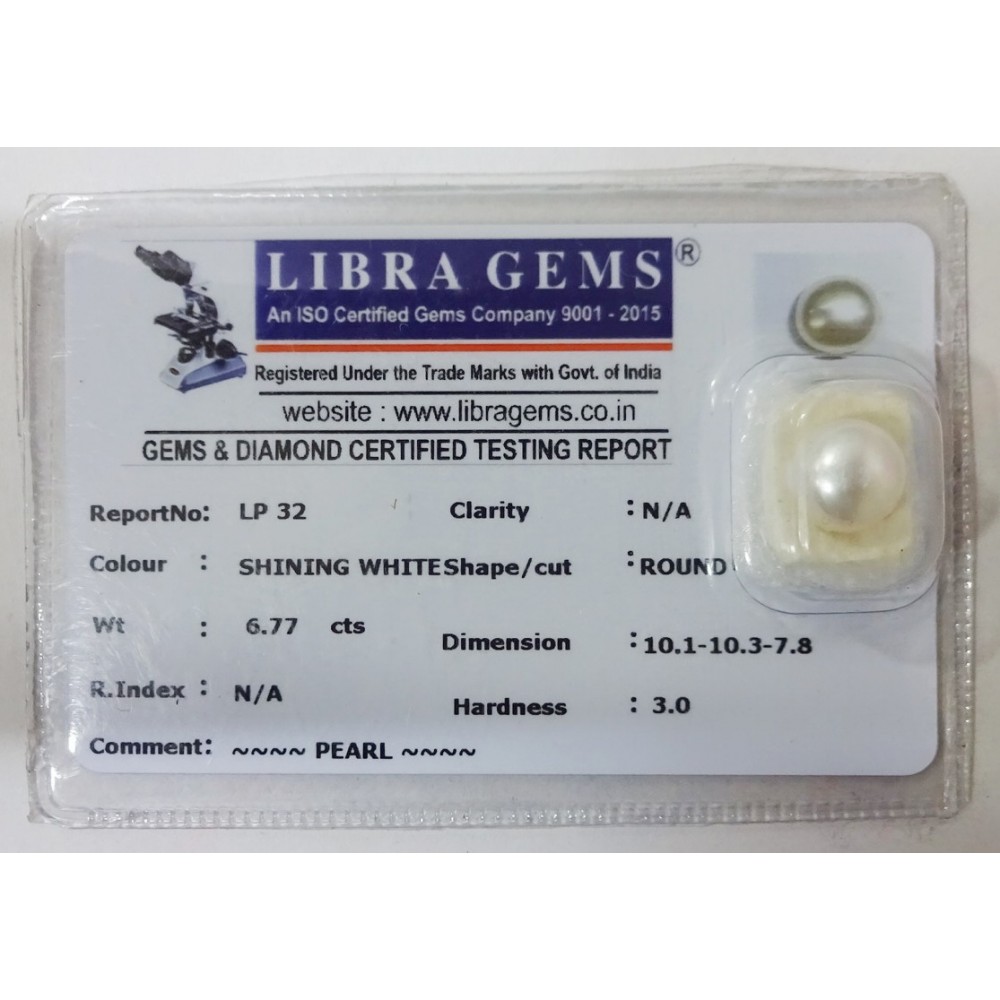 LIBRA GEMS®
An ISO Certified Gems Company 9001 - 2015
Registered Under the Trade Marks with Govt. of India
website : www.libragems.co.in
GEMS & DIAMOND CERTIFIED TESTING REPORT
ReportNo: LP 32 Clarity : N/A
Colour : SHINING WHITE Shape/cut : ROUND
Wt : 6.77 cts Dimension : 10.1-10.3-7.8
R.Index : N/A Hardness : 3.0
Comment: ~~~~ PEARL ~~~~